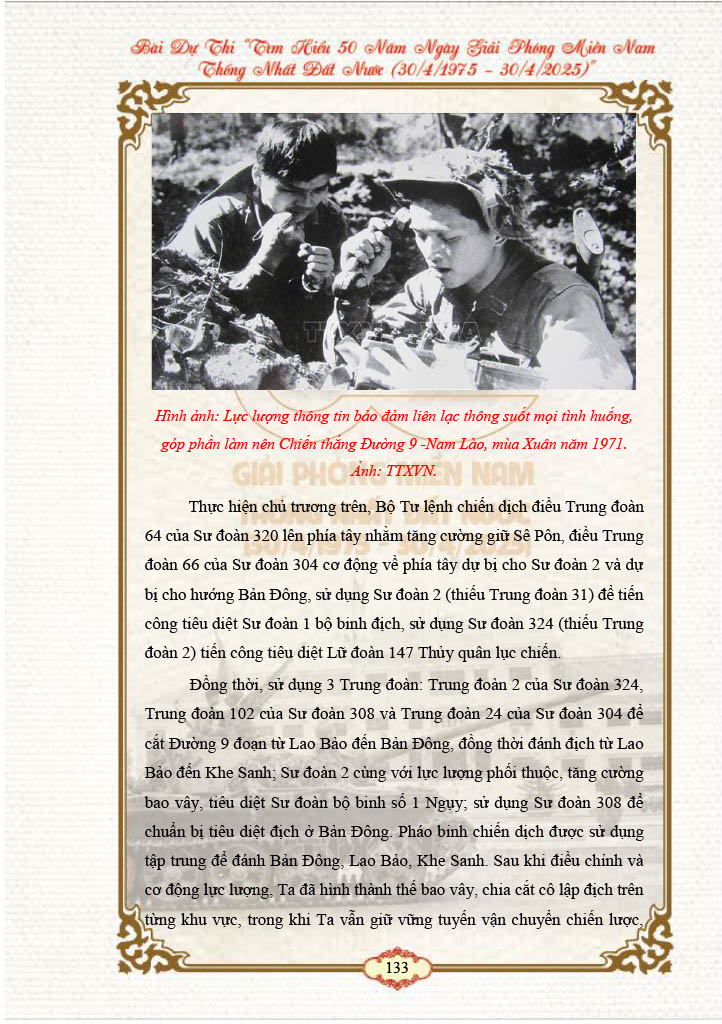 Bài Dự Thi “Tìm Hiểu 50 Năm Ngày Giải Phóng Miền Nam
Thống Nhất Đất Nước (30/4/1975 – 30/4/2025)”
Hình ảnh: Lực lượng thông tin bảo đảm liên lạc thông suốt mọi tình huống,
góp phần làm nên Chiến thắng Đường 9 -Nam Lào, mùa Xuân năm 1971.
Ảnh: TTXVN.
GIẢI PHÓNG MIỀN NAM
THỐNG NHẤT ĐẤT NƯỚC
(30/4/1975 - 30/4/2025)
Thực hiện chủ trương trên, Bộ Tư lệnh chiến dịch điều Trung đoàn
64 của Sư đoàn 320 lên phía tây nhằm tăng cường giữ Sê Pôn, điều Trung
đoàn 66 của Sư đoàn 304 cơ động về phía tây dự bị cho Sư đoàn 2 và dự
bị cho hướng Bản Đông, sử dụng Sư đoàn 2 (thiếu Trung đoàn 31) để tiến
công tiêu diệt Sư đoàn 1 bộ binh địch, sử dụng Sư đoàn 324 (thiếu Trung
đoàn 2) tiến công tiêu diệt Lữ đoàn 147 Thủy quân lục chiến.
Đồng thời, sử dụng 3 Trung đoàn: Trung đoàn 2 của Sư đoàn 324,
Trung đoàn 102 của Sư đoàn 308 và Trung đoàn 24 của Sư đoàn 304 để
cắt Đường 9 đoạn từ Lao Bảo đến Bản Đông, đồng thời đánh địch từ Lao
Bảo đến Khe Sanh; Sư đoàn 2 cùng với lực lượng phối thuộc, tăng cường
bao vây, tiêu diệt Sư đoàn bộ binh số 1 Ngụy; sử dụng Sư đoàn 308 để
chuẩn bị tiêu diệt địch ở Bản Đông. Pháo binh chiến dịch được sử dụng
tập trung để đánh Bản Đông, Lao Bảo, Khe Sanh. Sau khi điều chỉnh và
cơ động lực lượng, Ta đã hình thành thế bao vây, chia cắt cô lập địch trên
từng khu vực, trong khi Ta vẫn giữ vững tuyến vận chuyển chiến lược.
133